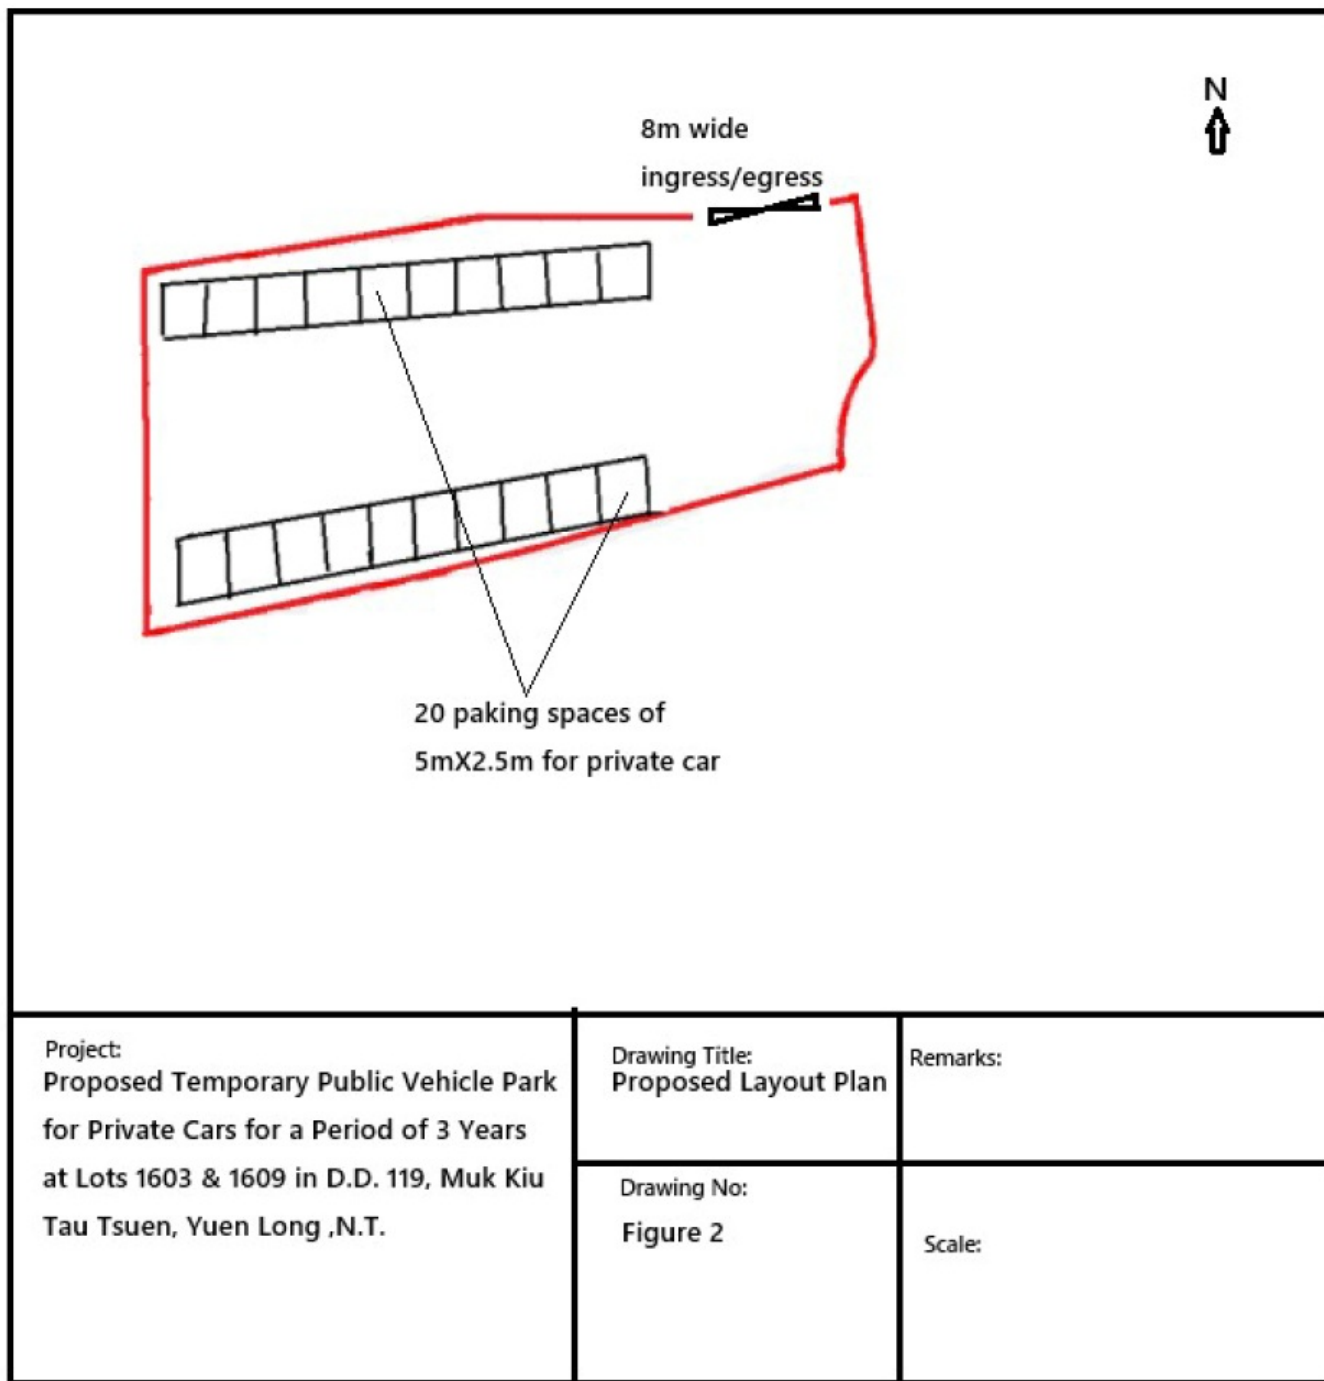 N
8m wide
ingress/egress
20 paking spaces of
5mX2.5m for private car
Project:
Proposed Temporary Public Vehicle Park
for Private Cars for a Period of 3 Years
at Lots 1603 & 1609 in D.D. 119, Muk Kiu
Tau Tsuen, Yuen Long ,N.T.
Drawing Title:
Proposed Layout Plan
Drawing No:
Figure 2
Remarks:
Scale: